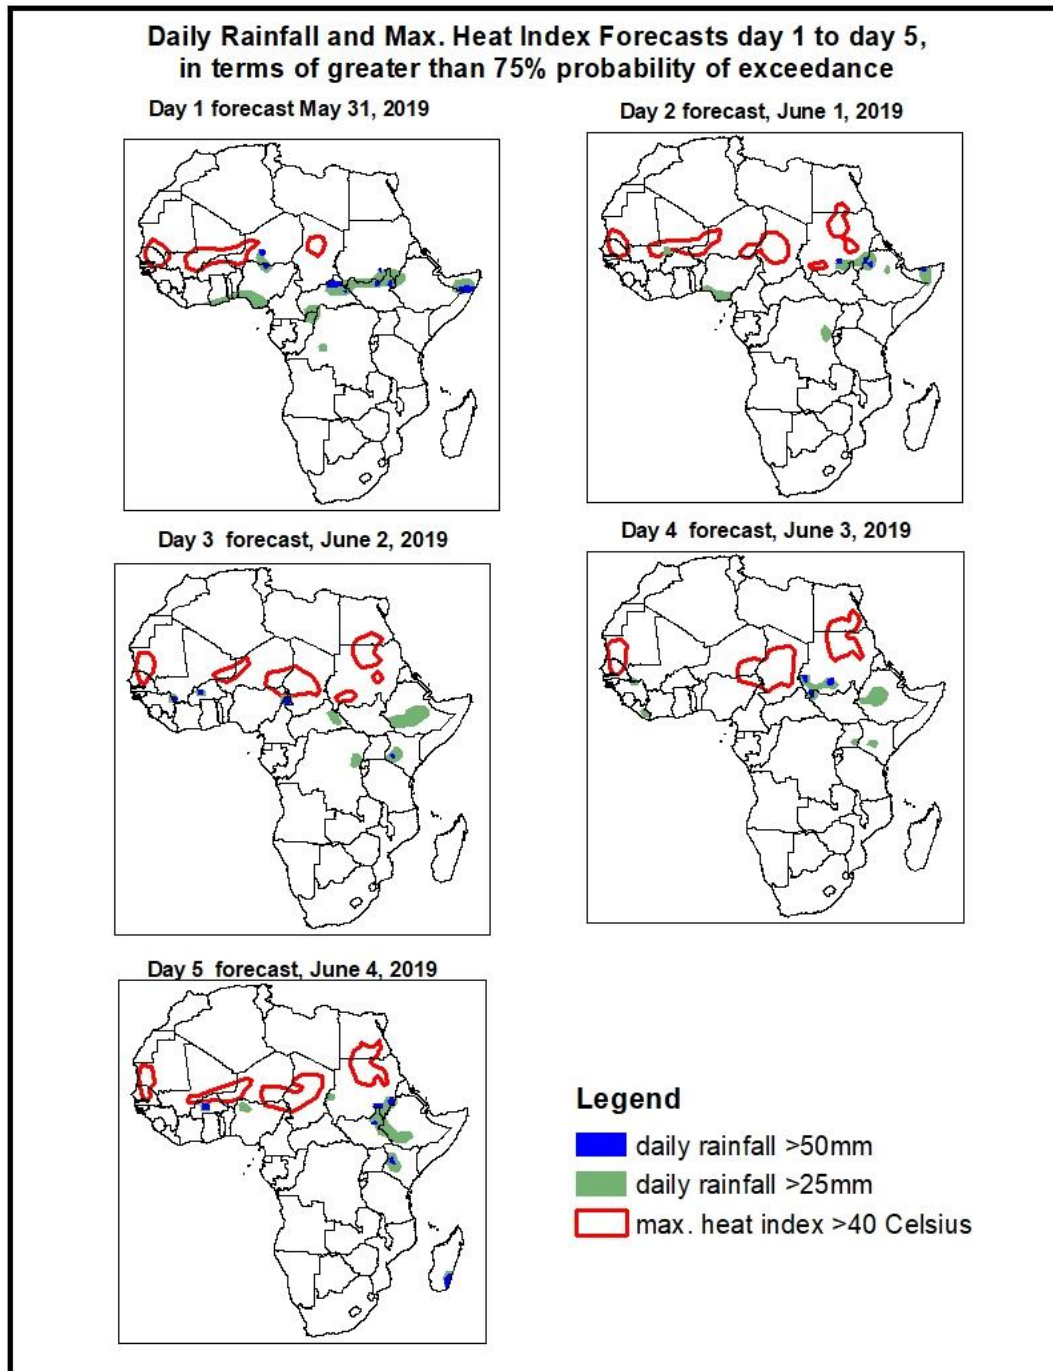 Daily Rainfall and Max. Heat Index Forecasts day 1 to day 5,
in terms of greater than 75% probability of exceedance
Day 1 forecast May 31, 2019
Day 2 forecast, June 1, 2019
Day 3 forecast, June 2, 2019
Day 4 forecast, June 3, 2019
Day 5 forecast, June 4, 2019
Legend
daily rainfall >50mm
daily rainfall >25mm
max. heat index >40 Celsius